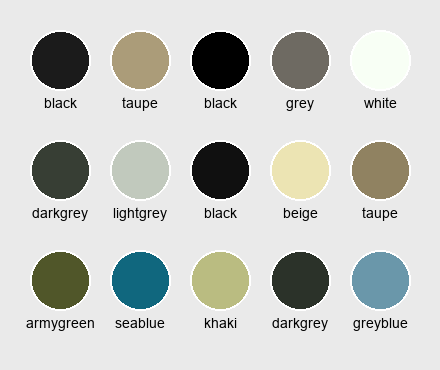 black taupe black grey white
darkgrey lightgrey black beige taupe
armygreen seablue khaki darkgrey greyblue